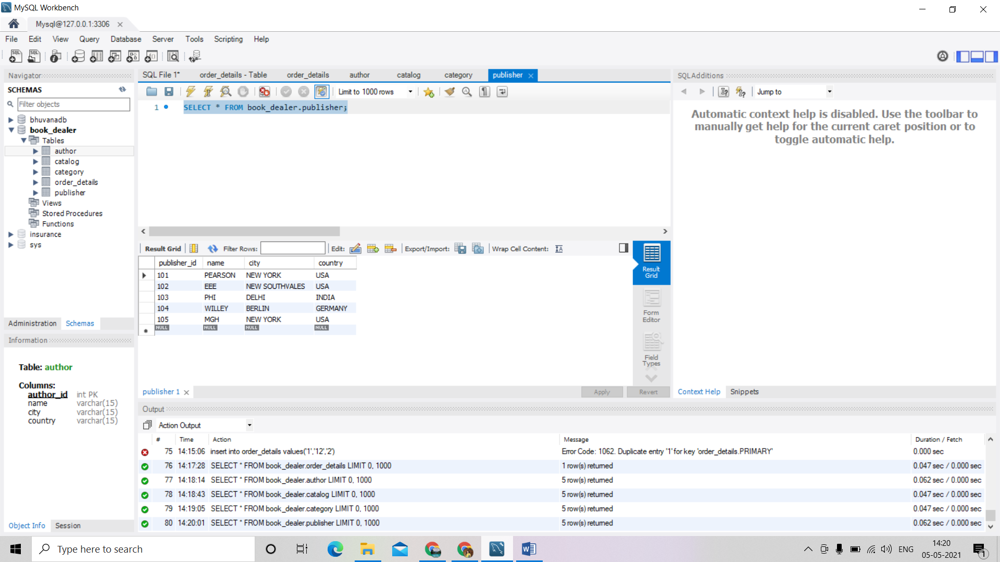 MySQL Workbench
Mysql@127.0.0.1:3306
File Edit View Query Database Server Tools Scripting Help
Navigator
SCHEMAS
Filter objects
bhuvanadb
book_dealer
Tables
author
catalog
category
order_details
publisher
Views
Stored Procedures
Functions
insurance
sys
Administration Schemas
Information
Table: author
Columns:
author_id int PK
name varchar(15)
city varchar(15)
country varchar(15)
Object Info Session
SQL File 1* order_details - Table order_details author catalog category publisher
Limit to 1000 rows
1 SELECT * FROM book_dealer.publisher;
Result Grid Filter Rows: Edit: Export/Import: Wrap Cell Content:
publisher_id name city country
101 PEARSON NEW YORK USA
102 EEE NEW SOUTHVALES USA
103 PHI DELHI INDIA
104 WILLEY BERLIN GERMANY
105 MGH NEW YORK USA
NULL NULL NULL NULL
Result Grid
Form Editor
Field Types
publisher 1
Apply Revert
SQLAdditions
Jump to
Automatic context help is disabled. Use the toolbar to
manually get help for the current caret position or to
toggle automatic help.
Context Help Snippets
Output
Action Output
# Time Action Message Duration / Fetch
75 14:15:06 insert into order_details values('1','12','2') Error Code: 1062. Duplicate entry '1' for key 'order_details.PRIMARY' 0.000 sec
76 14:17:28 SELECT * FROM book_dealer.order_details LIMIT 0, 1000 1 row(s) returned 0.047 sec / 0.000 sec
77 14:18:14 SELECT * FROM book_dealer.author LIMIT 0, 1000 5 row(s) returned 0.062 sec / 0.000 sec
78 14:18:43 SELECT * FROM book_dealer.catalog LIMIT 0, 1000 5 row(s) returned 0.047 sec / 0.000 sec
79 14:19:05 SELECT * FROM book_dealer.category LIMIT 0, 1000 5 row(s) returned 0.047 sec / 0.000 sec
80 14:20:01 SELECT * FROM book_dealer.publisher LIMIT 0, 1000 5 row(s) returned 0.062 sec / 0.000 sec
Type here to search
ENG
14:20
05-05-2021
1